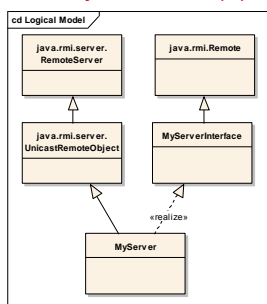 cd Logical Model
java.rmi.server.
RemoteServer
java.rmi.Remote
java.rmi.server.
UnicastRemoteObject
MyServerInterface
«realize»
MyServer